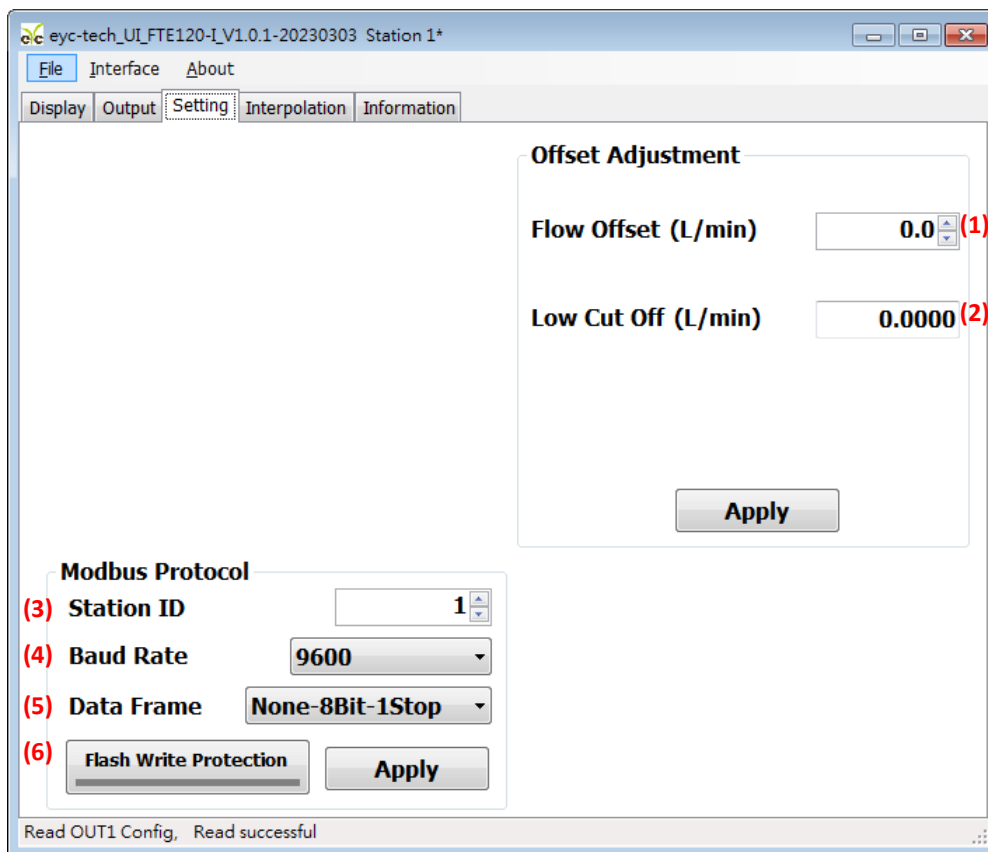 eyc eyc-tech_UI_FTE120-I_V1.0.1-20230303 Station 1*
File Interface About
Display Output Setting Interpolation Information
Offset Adjustment
Flow Offset (L/min) 0.0 (1)
Low Cut Off (L/min) 0.0000 (2)
Apply
Modbus Protocol
(3) Station ID 1
(4) Baud Rate 9600
(5) Data Frame None-8Bit-1Stop
(6) Flash Write Protection Apply
Read OUT1 Config, Read successful